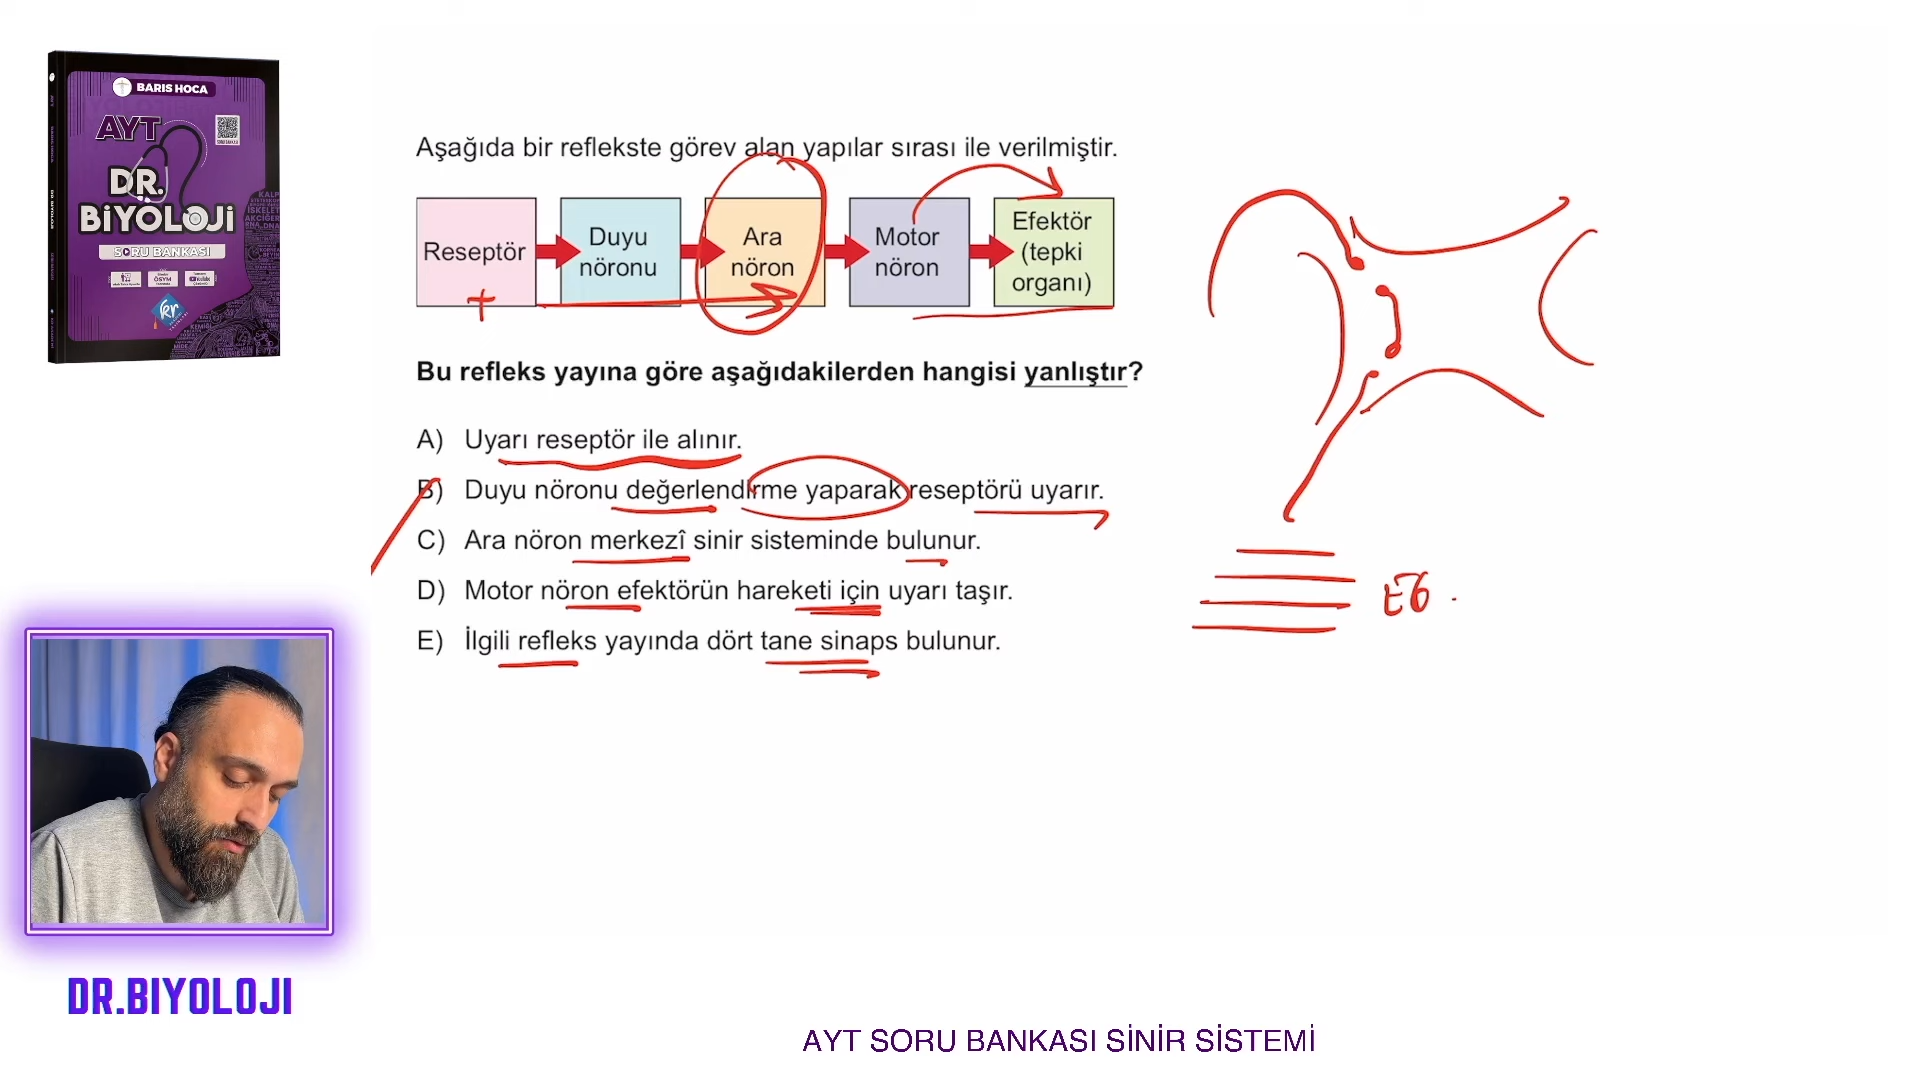 BARIS HOCA
AYT
DR.
BİYOLOJİ
SORU BANKASI
kr
Aşağıda bir reflekste görev alan yapılar sırası ile verilmiştir.
Reseptör
Duyu
nöronu
Ara
nöron
Motor
nöron
Efektör
(tepki
organı)
Bu refleks yayına göre aşağıdakilerden hangisi yanlıştır?
A) Uyarı reseptör ile alınır.
B) Duyu nöronu değerlendirme yaparak reseptörü uyarır.
C) Ara nöron merkezî sinir sisteminde bulunur.
D) Motor nöron efektörün hareketi için uyarı taşır.
E) İlgili refleks yayında dört tane sinaps bulunur.
DR.BIYOLOJI
AYT SORU BANKASI SİNİR SİSTEMİ